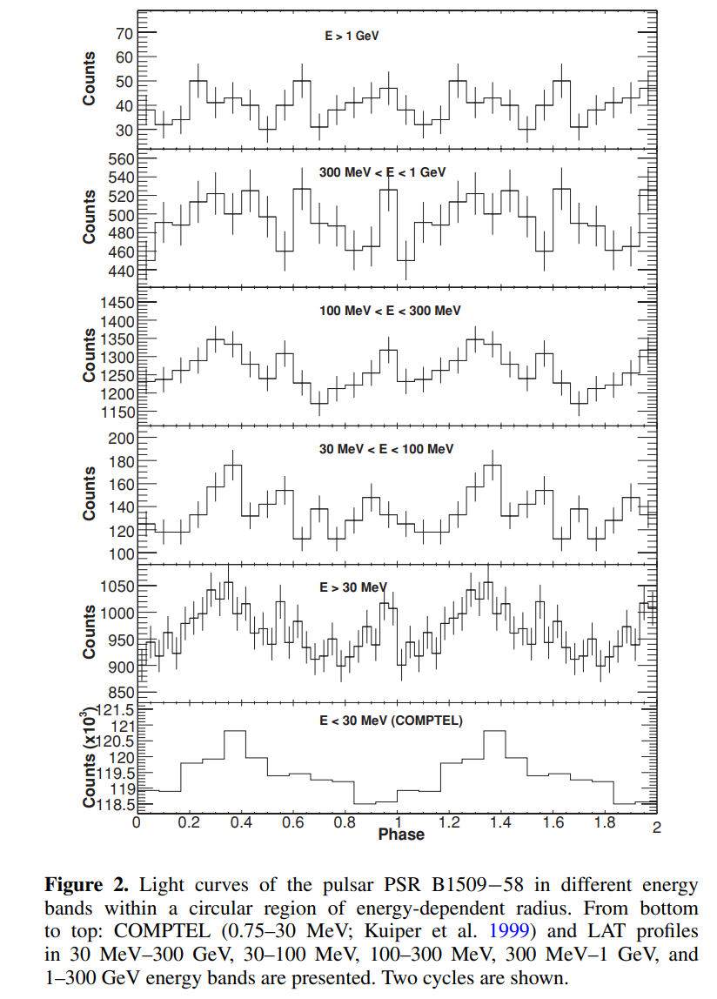 70
60
50
40
30
Counts
E > 1 GeV
560
540
520
500
480
460
440
Counts
300 MeV < E < 1 GeV
1450
1400
1350
1300
1250
1200
1150
Counts
100 MeV < E < 300 MeV
200
180
160
140
120
100
Counts
30 MeV < E < 100 MeV
1050
1000
950
900
850
Counts
E > 30 MeV
121.5
121
120.5
120
119.5
119
118.5
Counts (x10³)
E < 30 MeV (COMPTEL)
0 0.2 0.4 0.6 0.8 1 1.2 1.4 1.6 1.8 2
Phase
Figure 2. Light curves of the pulsar PSR B1509−58 in different energy
bands within a circular region of energy-dependent radius. From bottom
to top: COMPTEL (0.75–30 MeV; Kuiper et al. 1999) and LAT profiles
in 30 MeV–300 GeV, 30–100 MeV, 100–300 MeV, 300 MeV–1 GeV, and
1–300 GeV energy bands are presented. Two cycles are shown.